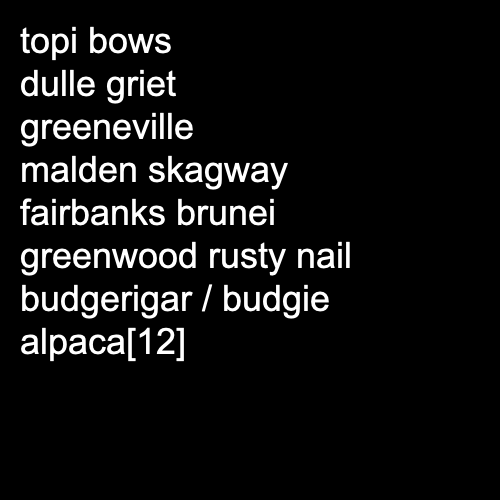 topi bows
dulle griet
greeneville
malden skagway
fairbanks brunei
greenwood rusty nail
budgerigar / budgie
alpaca[12]